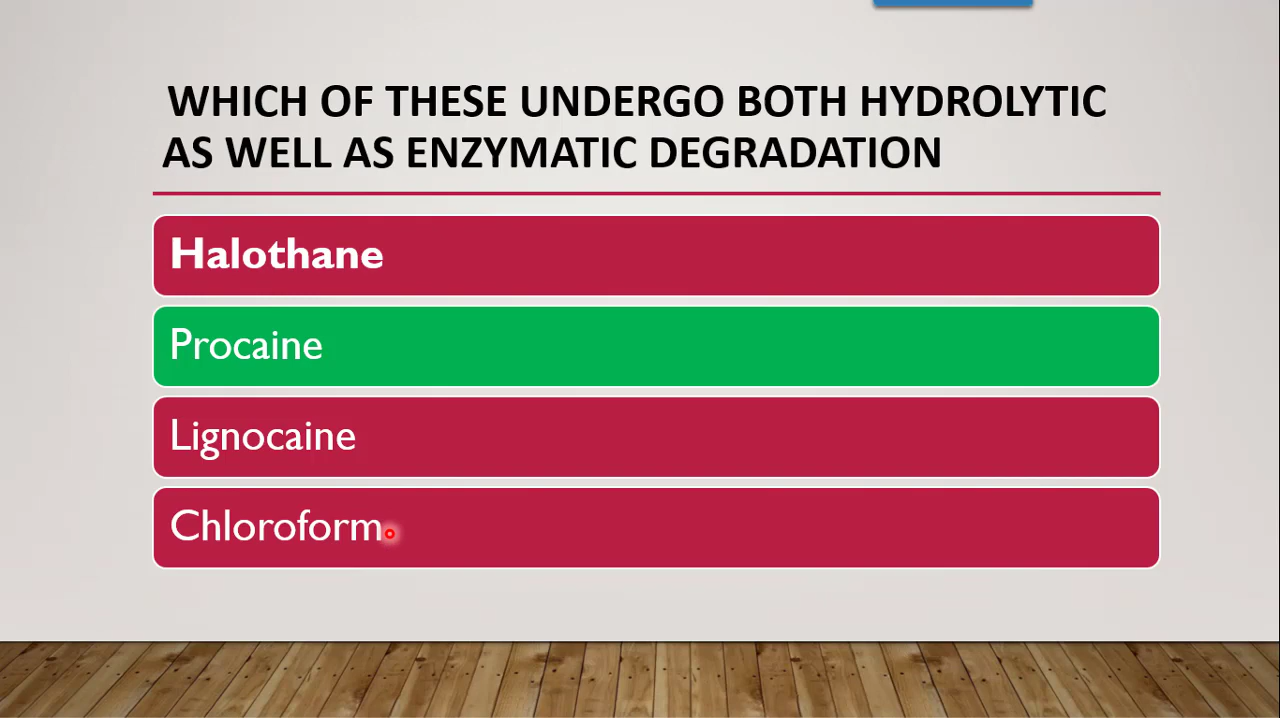 WHICH OF THESE UNDERGO BOTH HYDROLYTIC
AS WELL AS ENZYMATIC DEGRADATION
Halothane
Procaine
Lignocaine
Chloroform